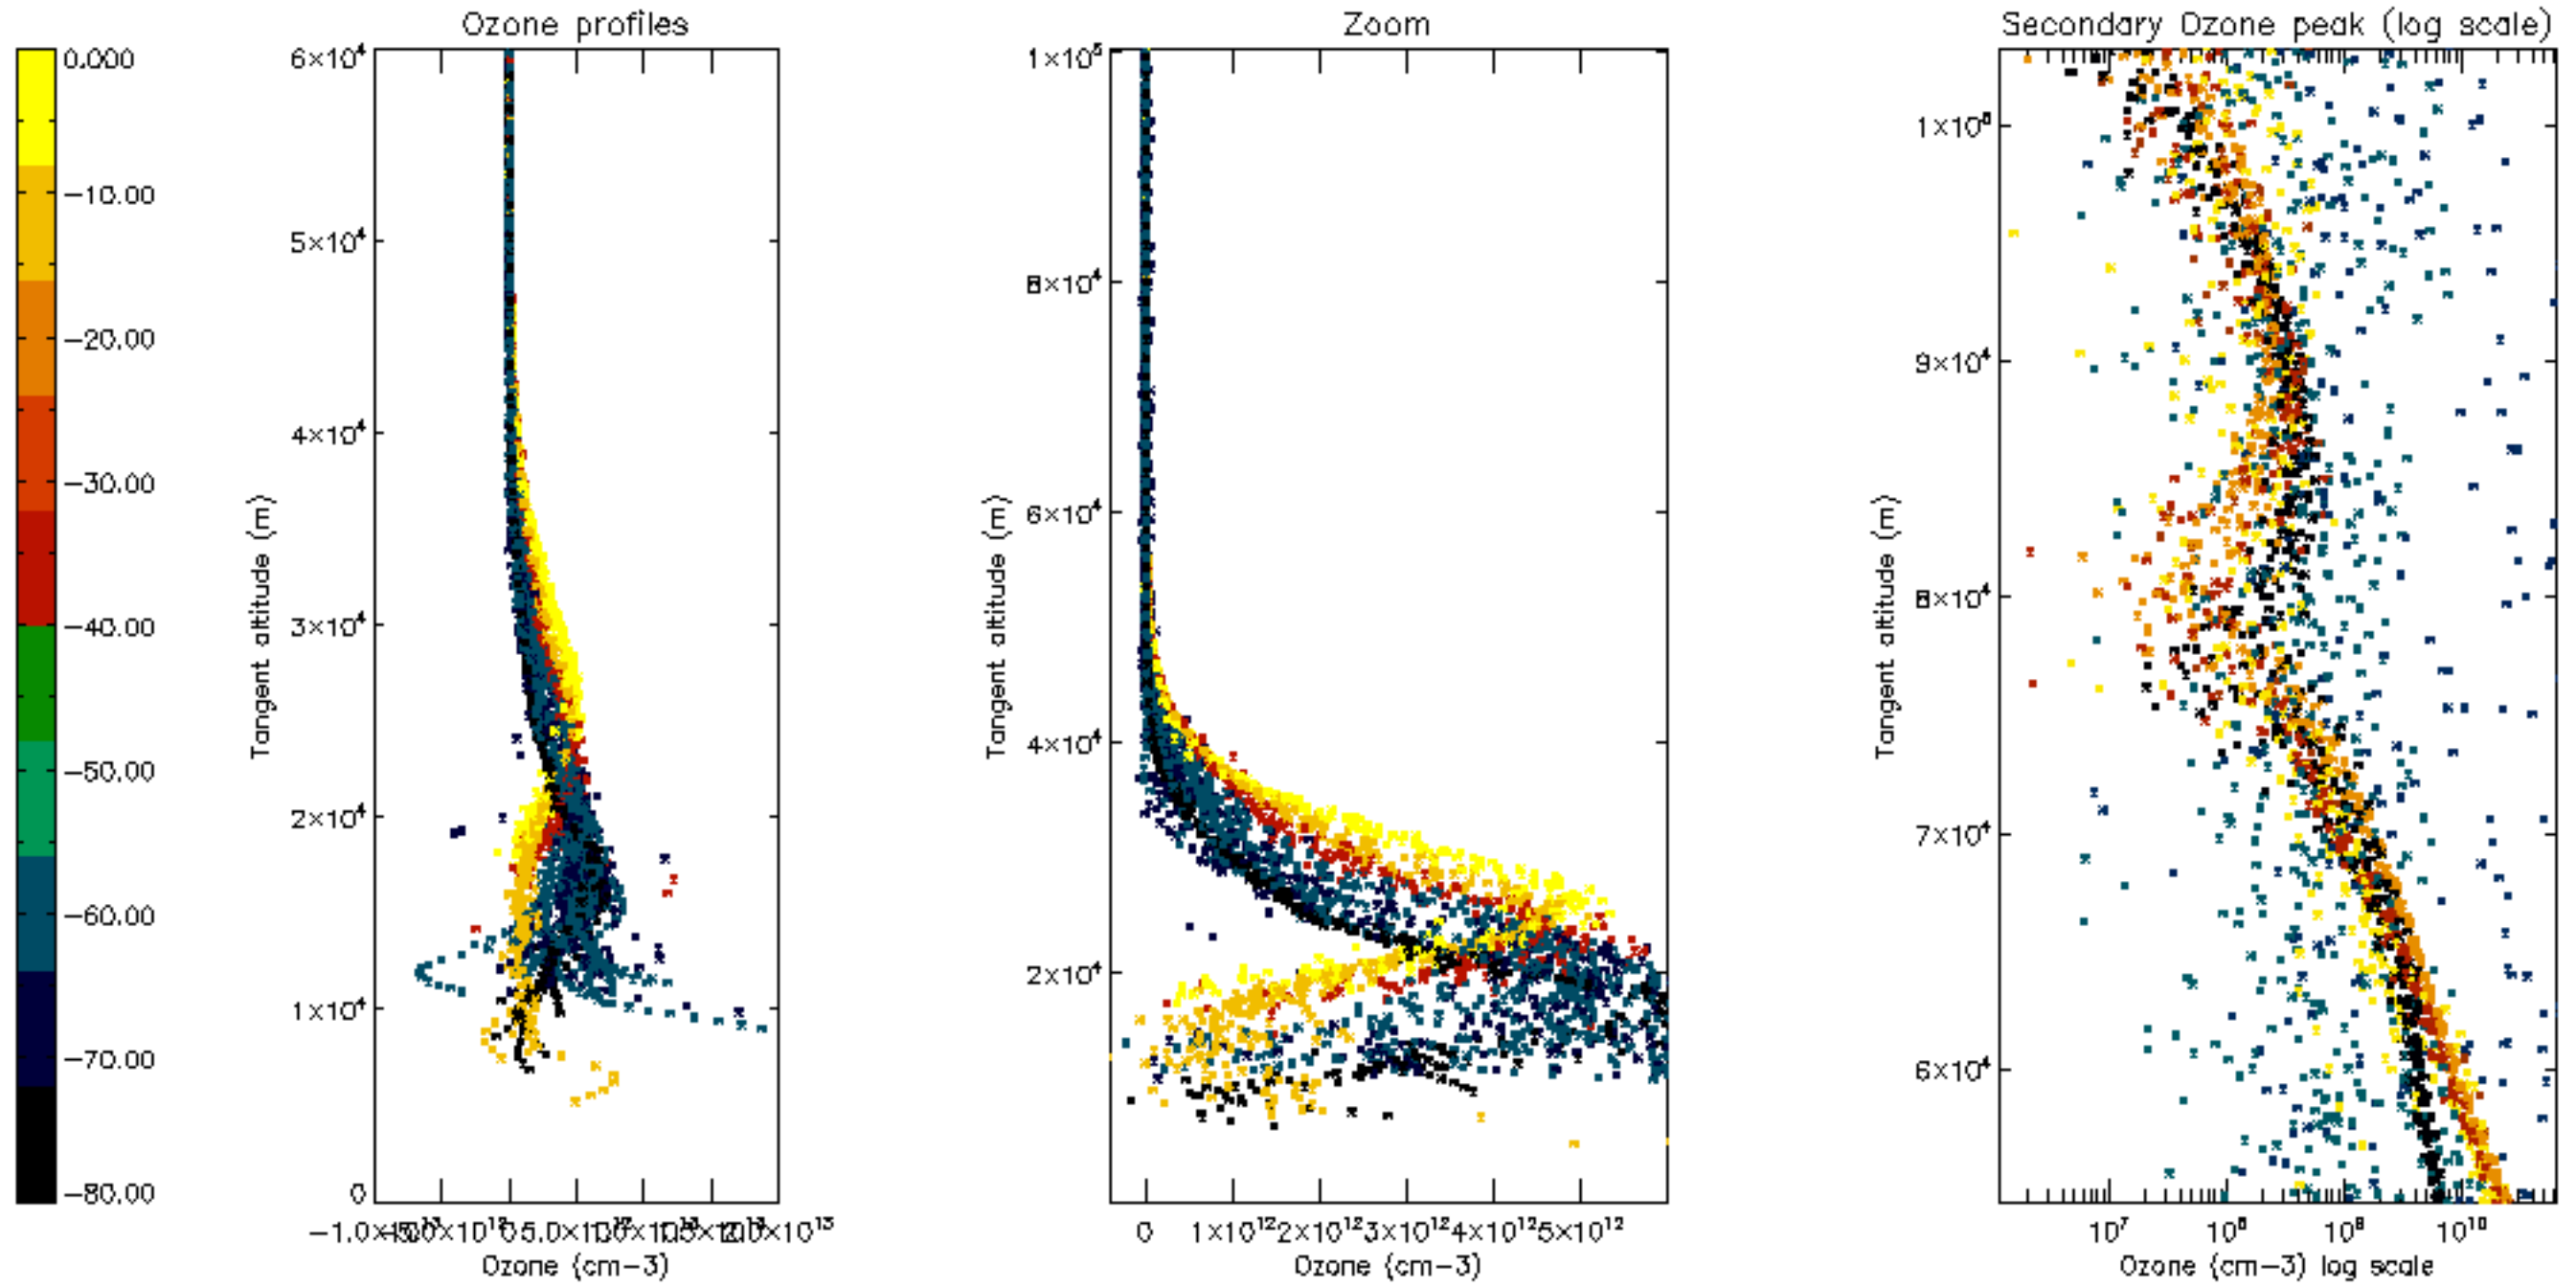 Ozone profiles
Zoom
Secondary Ozone peak (log scale)
0.000
−10.00
−20.00
−30.00
−40.00
−50.00
−60.00
−70.00
−80.00
6×10⁴
5×10⁴
4×10⁴
3×10⁴
2×10⁴
1×10⁴
0
Tangent altitude (m)
Ozone (cm−3)
1×10⁵
8×10⁴
6×10⁴
4×10⁴
2×10⁴
Tangent altitude (m)
0 1×10¹² 2×10¹² 3×10¹² 4×10¹² 5×10¹²
Ozone (cm−3)
1×10⁵
9×10⁴
8×10⁴
7×10⁴
6×10⁴
Tangent altitude (m)
10⁷ 10⁸ 10⁹ 10¹⁰
Ozone (cm−3) log scale